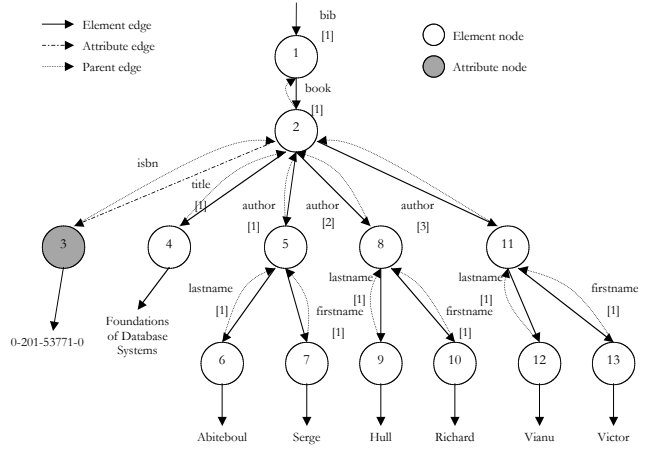 bib
[1]
Element edge
Attribute edge
Parent edge
Element node
Attribute node
1
book
[1]
2
isbn
title
[1]
author
[1]
author
[2]
author
[3]
3
4
5
8
11
lastname
[1]
firstname
[1]
lastname
[1]
firstname
[1]
lastname
[1]
firstname
[1]
0-201-53771-0
Foundations
of Database
Systems
6
7
9
10
12
13
Abiteboul
Serge
Hull
Richard
Vianu
Victor